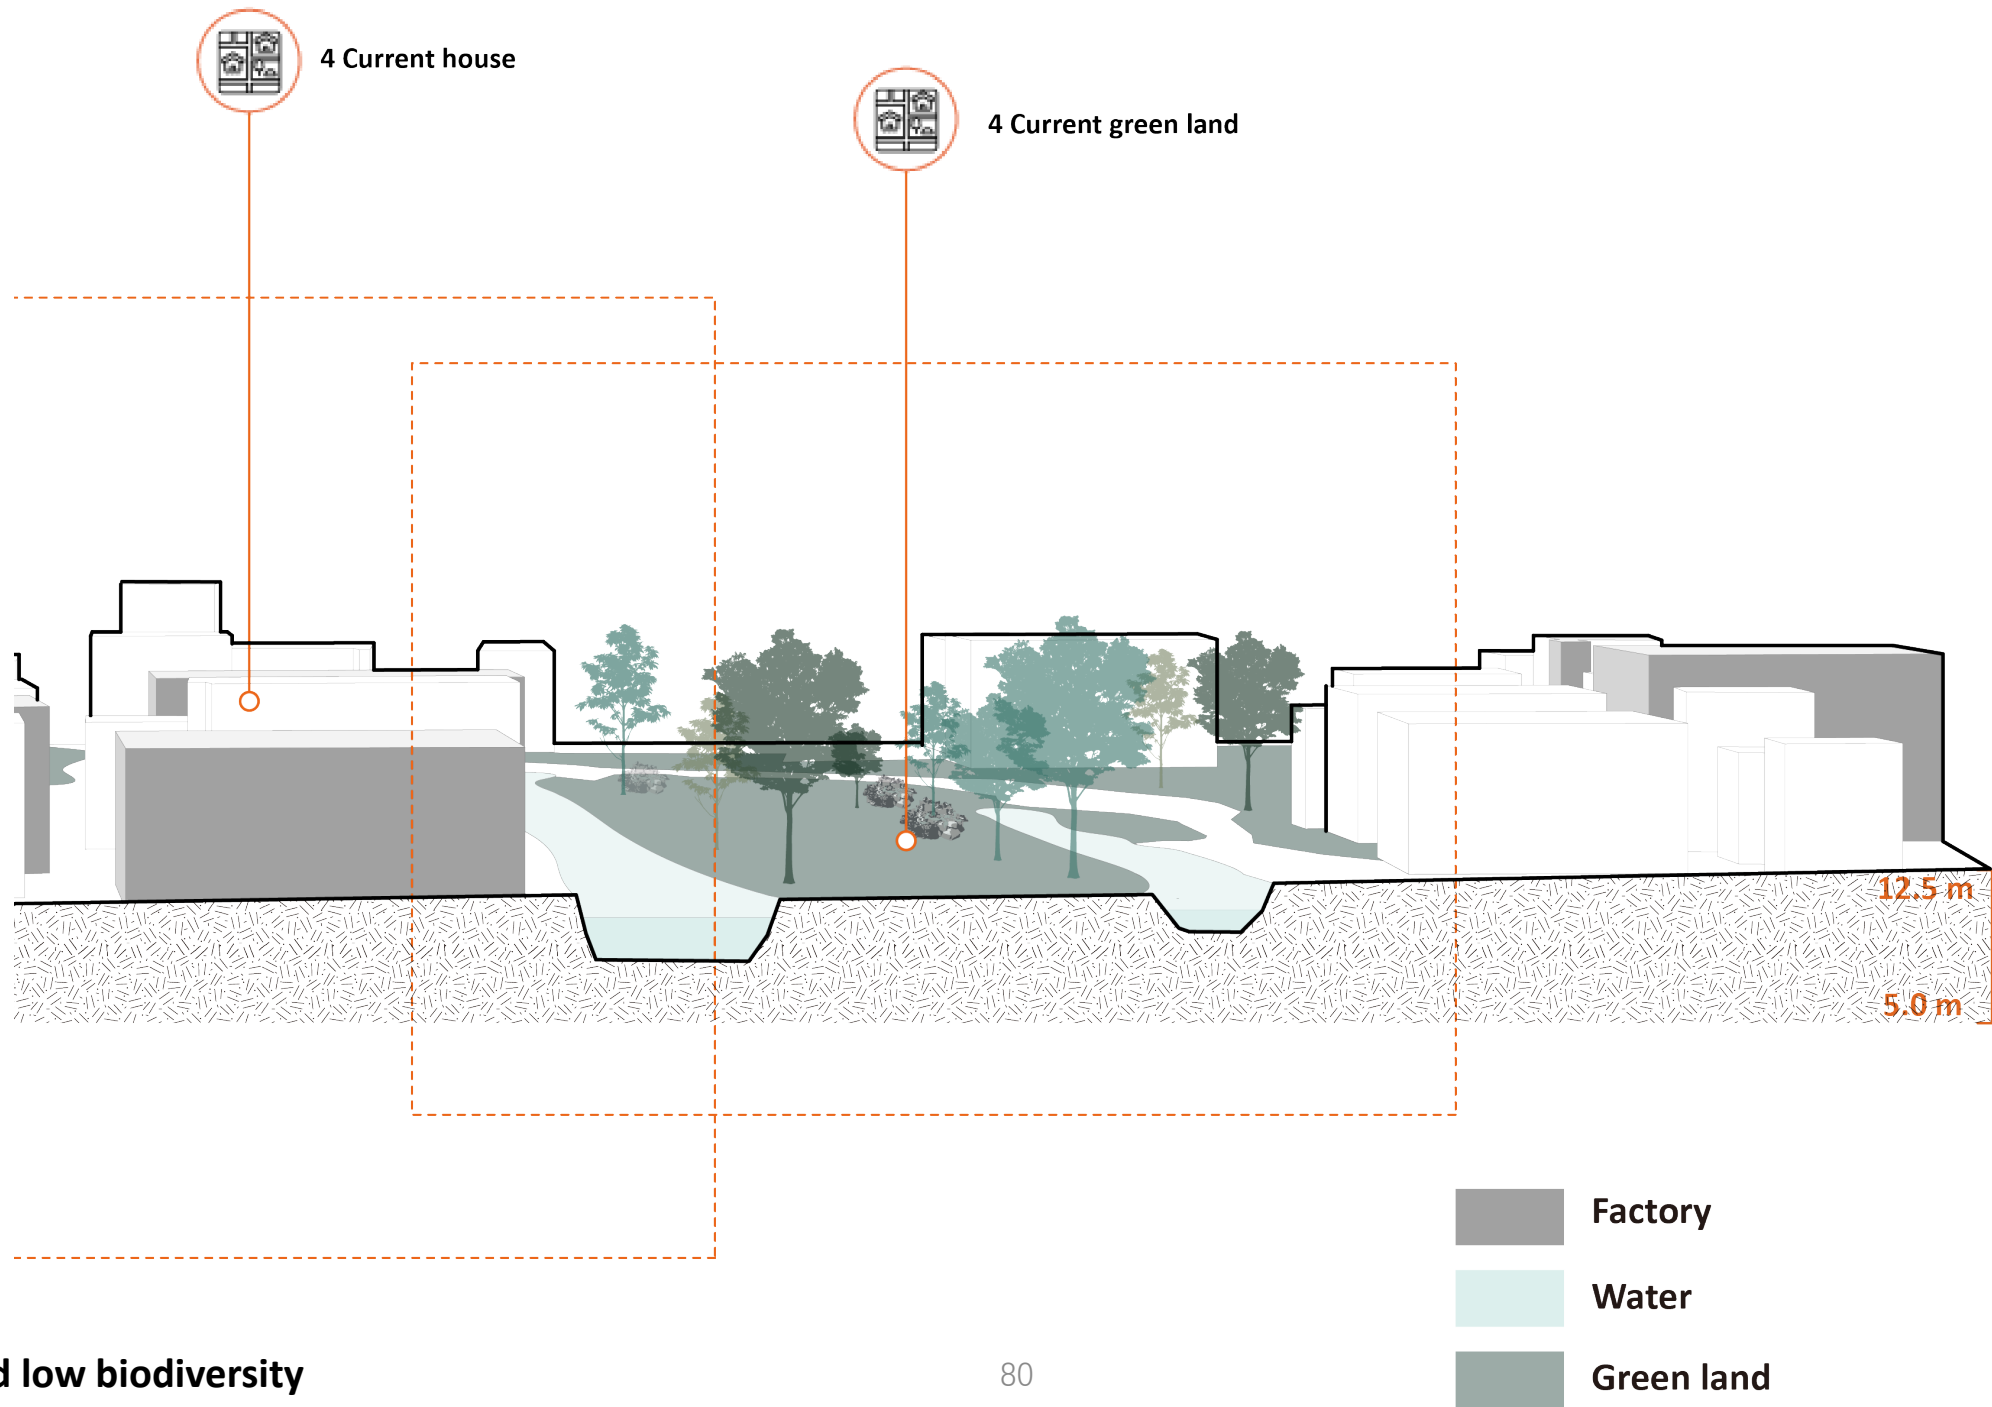 4 Current house
4 Current green land
12.5 m
5.0 m
Factory
Water
Green land
d low biodiversity
80